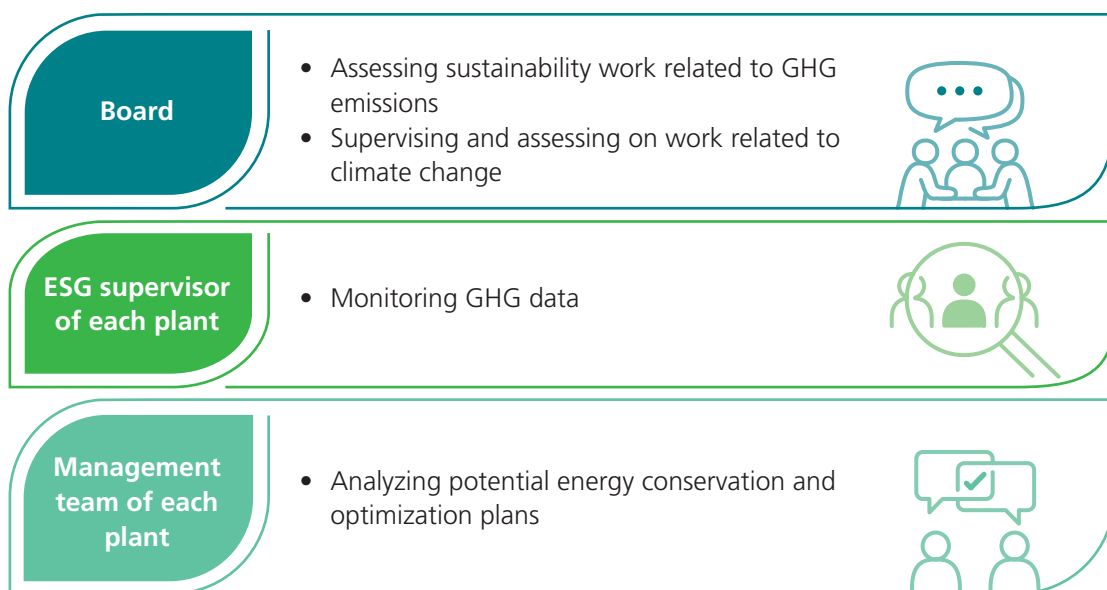 Board
• Assessing sustainability work related to GHG
emissions
• Supervising and assessing on work related to
climate change
ESG supervisor
of each plant
• Monitoring GHG data
Management
team of each
plant
• Analyzing potential energy conservation and
optimization plans